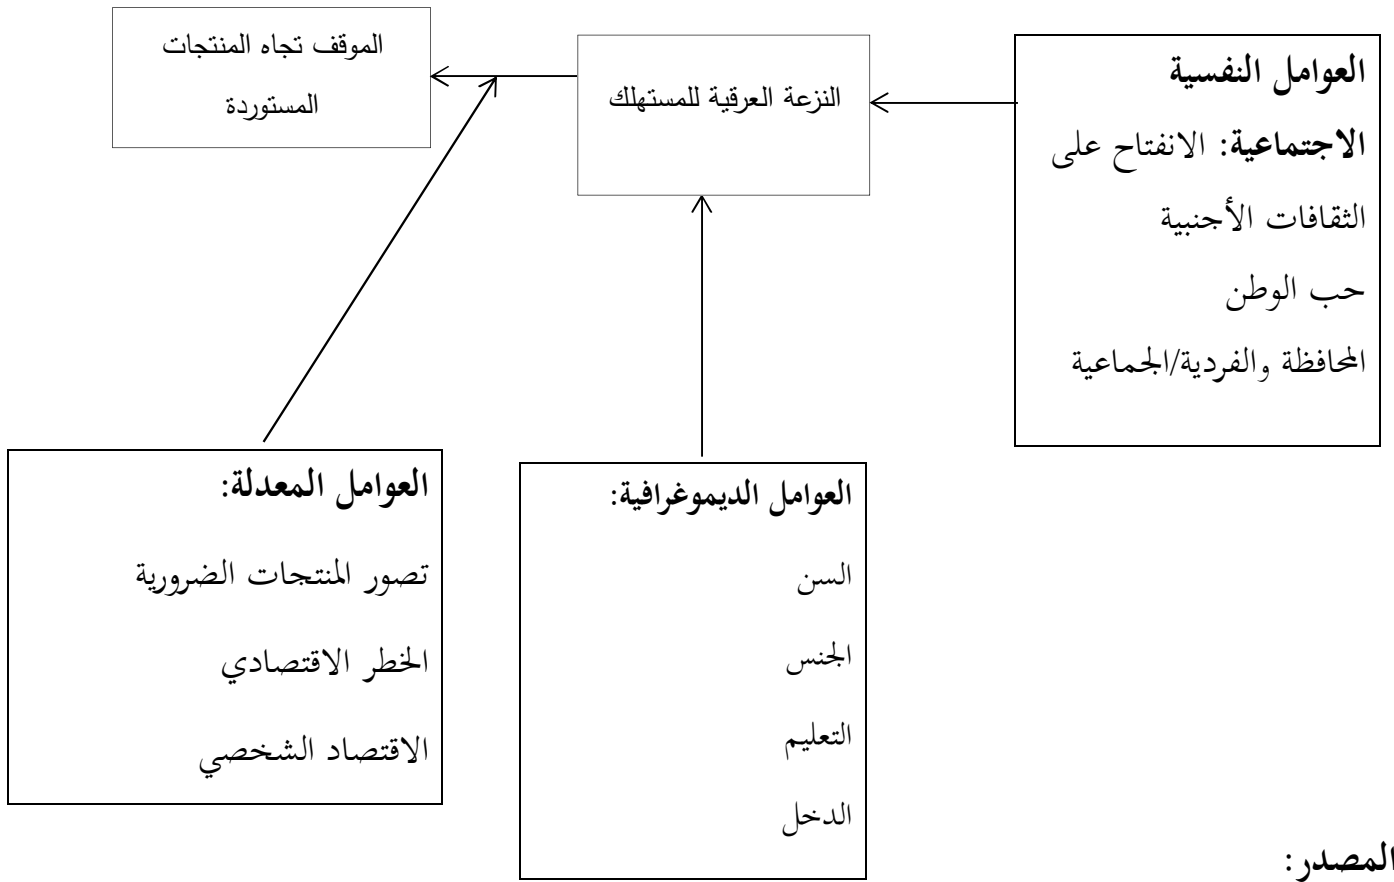 العوامل النفسية
الاجتماعية: الانفتاح على
الثقافات الأجنبية
حب الوطن
المحافظة والفردية/الجماعية
النزعة العرقية للمستهلك
الموقف تجاه المنتجات
المستوردة
العوامل الديموغرافية:
السن
الجنس
التعليم
الدخل
العوامل المعدلة:
تصور المنتجات الضرورية
الخطر الاقتصادي
الاقتصاد الشخصي
المصدر: